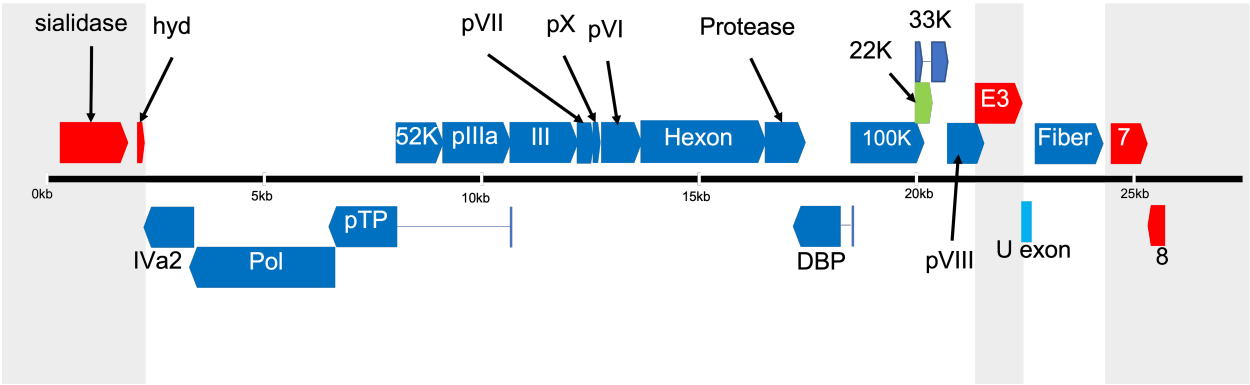 sialidase
hyd
pVII
pX
pVI
Protease
33K
22K
E3
52K
pIIIa
III
Hexon
100K
Fiber
7
0kb
5kb
10kb
15kb
20kb
25kb
pTP
IVa2
Pol
DBP
pVIII
U exon
8